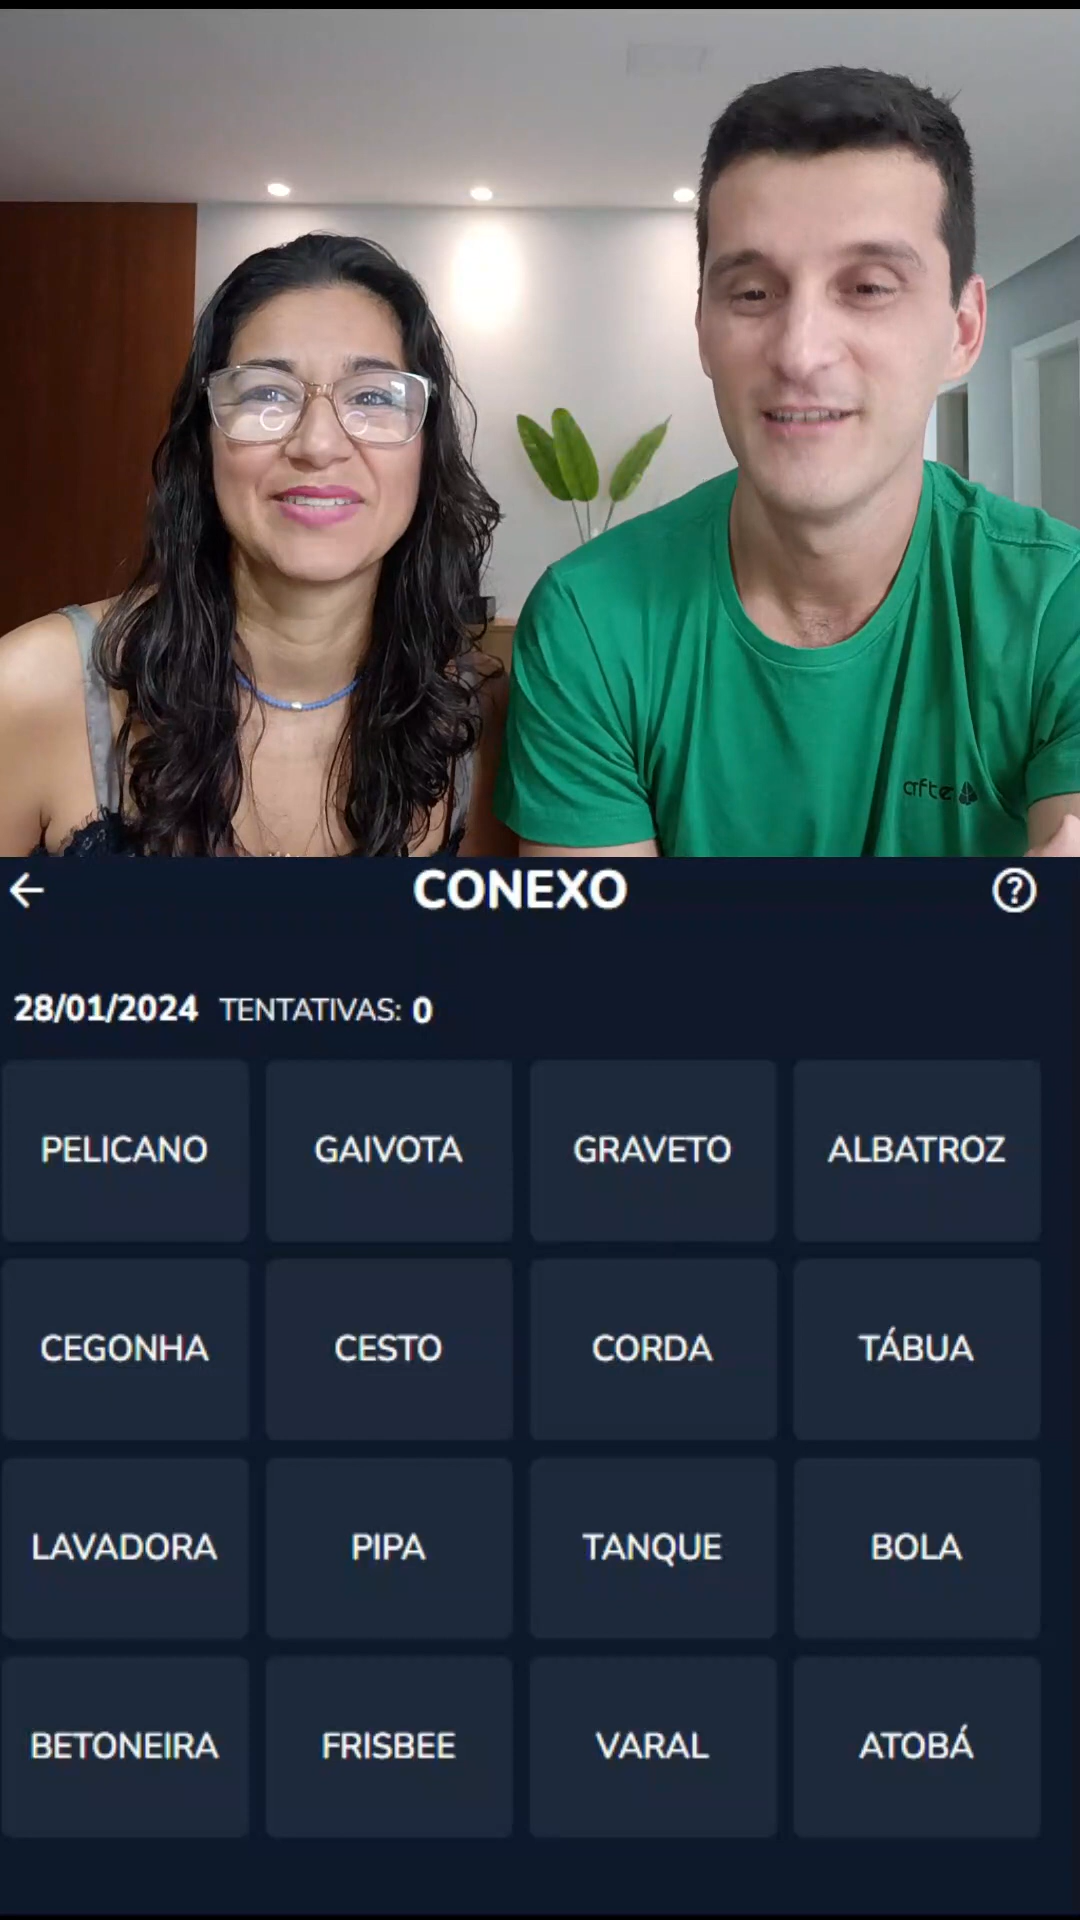 afte
CONEXO
28/01/2024 TENTATIVAS: 0
PELICANO GAIVOTA GRAVETO ALBATROZ
CEGONHA CESTO CORDA TÁBUA
LAVADORA PIPA TANQUE BOLA
BETONEIRA FRISBEE VARAL ATOBÁ